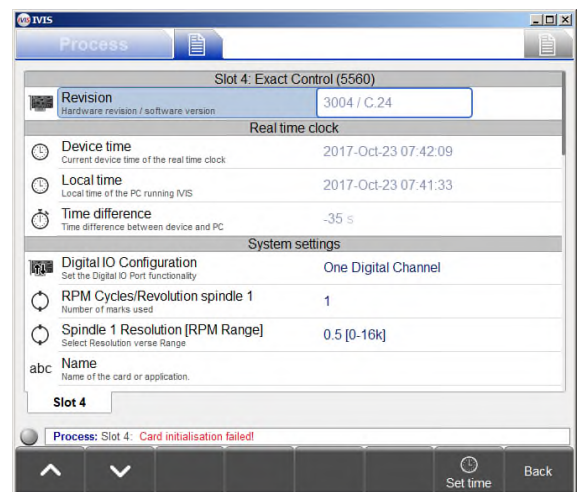 IVIS
Process
Slot 4: Exact Control (5560)
Revision
Hardware revision / software version
3004 / C.24
Real time clock
Device time
Current device time of the real time clock
2017-Oct-23 07:42:09
Local time
Local time of the PC running IVIS
2017-Oct-23 07:41:33
Time difference
Time difference between device and PC
-35 s
System settings
Digital IO Configuration
Set the Digital IO Port functionality
One Digital Channel
RPM Cycles/Revolution spindle 1
Number of marks used
1
Spindle 1 Resolution [RPM Range]
Select Resolution verse Range
0.5 [0-16k]
abc Name
Name of the card or application.
Slot 4
Process: Slot 4: Card initialisation failed!
Set time
Back